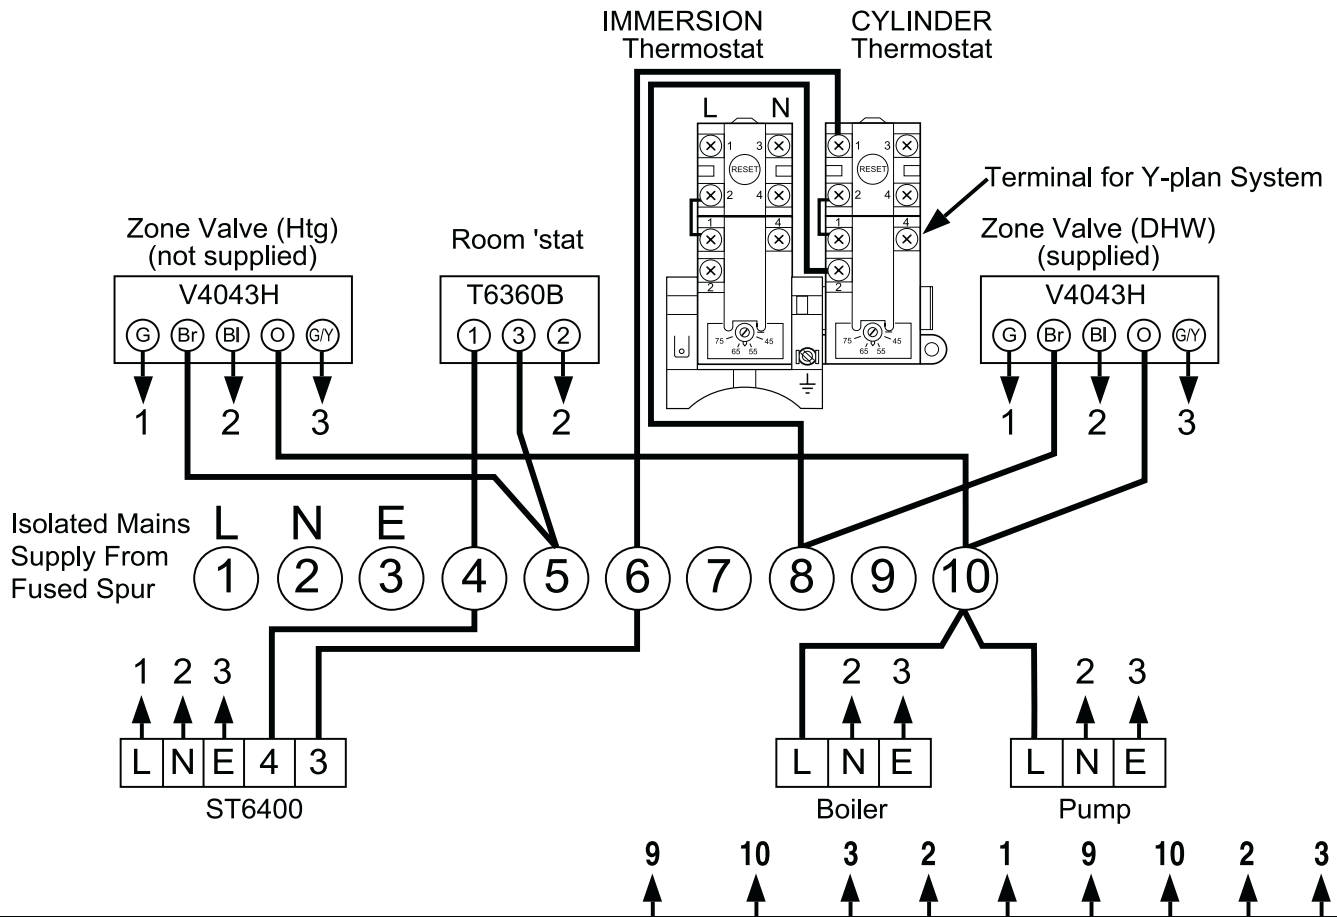 IMMERSION
Thermostat
CYLINDER
Thermostat
L N
1 3
RESET
2 4
1 4
2
75 45
65 55
1 3
RESET
2 4
1 4
2
75 45
65 55
Terminal for Y-plan System
Zone Valve (Htg)
(not supplied)
V4043H
G Br Bl O G/Y
1 2 3
Room 'stat
T6360B
1 3 2
2
Zone Valve (DHW)
(supplied)
V4043H
G Br Bl O G/Y
1 2 3
Isolated Mains
Supply From
Fused Spur
L N E
1 2 3 4 5 6 7 8 9 10
1 2 3
L N E 4 3
ST6400
2 3
L N E
Boiler
2 3
L N E
Pump
9 10 3 2 1 9 10 2 3